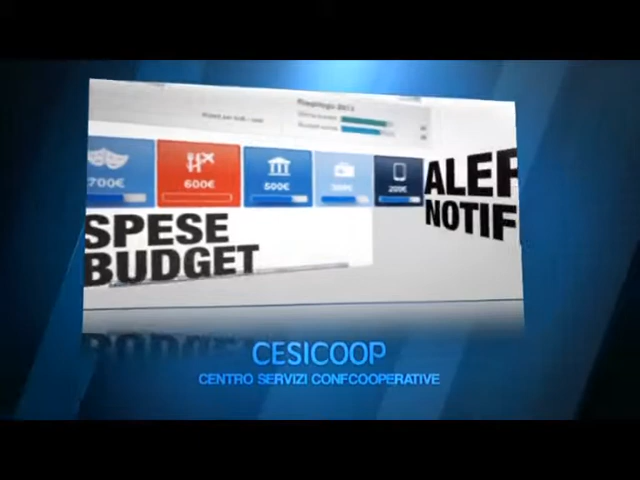 Riepilogo 2013
700€
600€
500€
200€
SPESE
BUDGET
ALER
NOTIF
CESICOOP
CENTRO SERVIZI CONFCOOPERATIVE